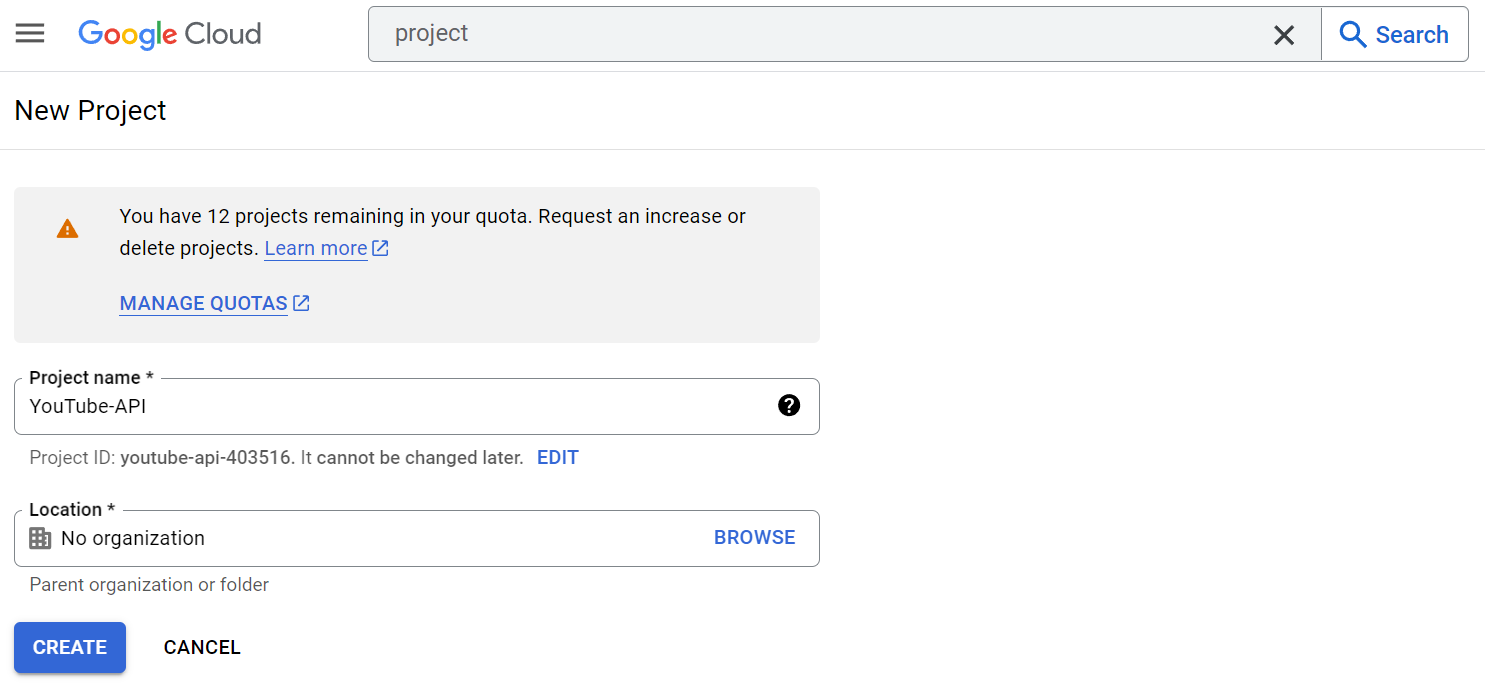 Google Cloud
project
Search
New Project
You have 12 projects remaining in your quota. Request an increase or
delete projects. Learn more
MANAGE QUOTAS
Project name *
YouTube-API
Project ID: youtube-api-403516. It cannot be changed later. EDIT
Location *
No organization
BROWSE
Parent organization or folder
CREATE
CANCEL